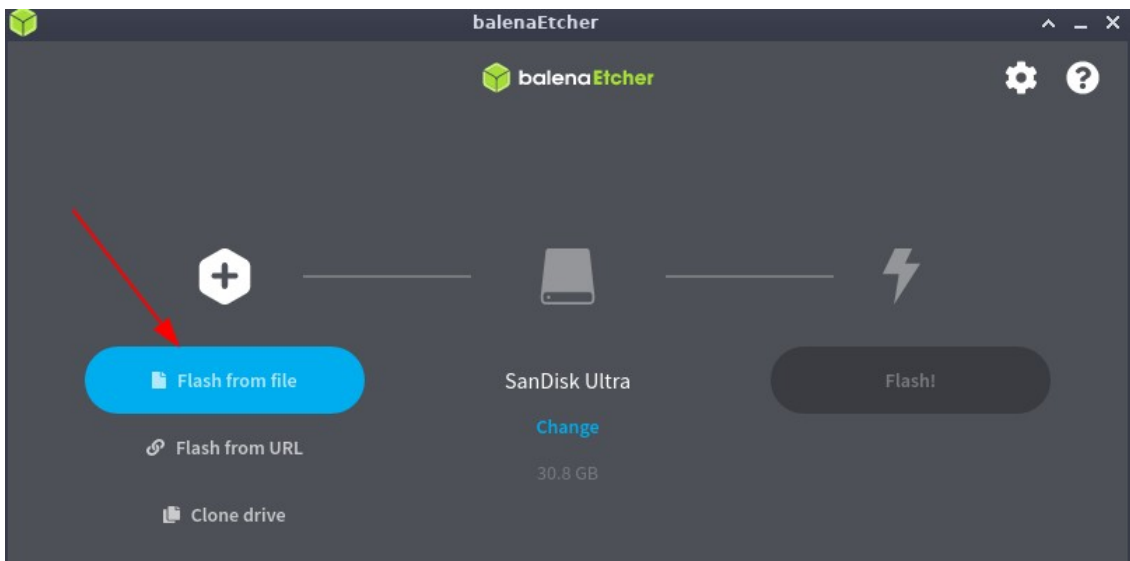 balenaEtcher
balenaEtcher
Flash from file
Flash from URL
Clone drive
SanDisk Ultra
Change
30.8 GB
Flash!